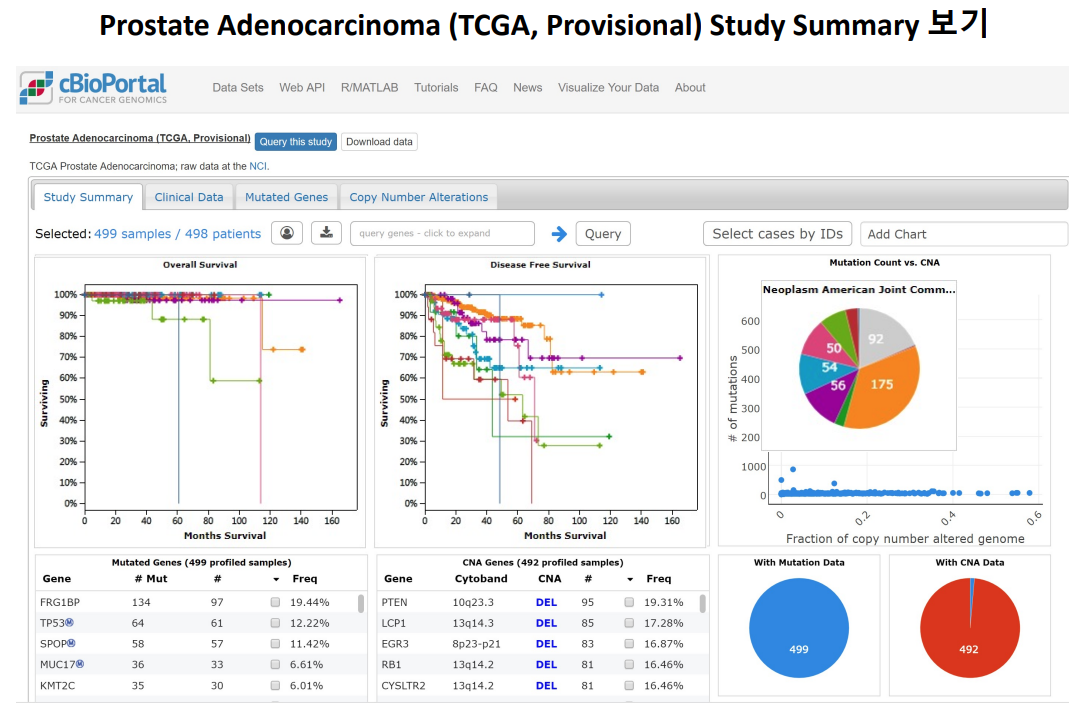 Prostate Adenocarcinoma (TCGA, Provisional) Study Summary 보기
cBioPortal
FOR CANCER GENOMICS
Data Sets Web API R/MATLAB Tutorials FAQ News Visualize Your Data About
Prostate Adenocarcinoma (TCGA, Provisional) Query this study Download data
TCGA Prostate Adenocarcinoma; raw data at the NCI.
Study Summary Clinical Data Mutated Genes Copy Number Alterations
Selected: 499 samples / 498 patients query genes - click to expand Query Select cases by IDs Add Chart
Overall Survival
100%
90%
80%
70%
60%
50%
40%
30%
20%
10%
0%
Surviving
0 20 40 60 80 100 120 140 160
Months Survival
Disease Free Survival
100%
90%
80%
70%
60%
50%
40%
30%
20%
10%
0%
Surviving
0 20 40 60 80 100 120 140 160
Months Survival
Mutation Count vs. CNA
Neoplasm American Joint Comm...
92
175
56
54
50
600
500
400
300
200
1000
0
# of mutations
0 0.2 0.4 0.6
Fraction of copy number altered genome
Mutated Genes (499 profiled samples)
Gene # Mut # Freq
FRG1BP 134 97 19.44%
TP53 M 64 61 12.22%
SPOP M 58 57 11.42%
MUC17 M 36 33 6.61%
KMT2C 35 30 6.01%
CNA Genes (492 profiled samples)
Gene Cytoband CNA # Freq
PTEN 10q23.3 DEL 95 19.31%
LCP1 13q14.3 DEL 85 17.28%
EGR3 8p23-p21 DEL 83 16.87%
RB1 13q14.2 DEL 81 16.46%
CYSLTR2 13q14.2 DEL 81 16.46%
With Mutation Data
499
With CNA Data
492